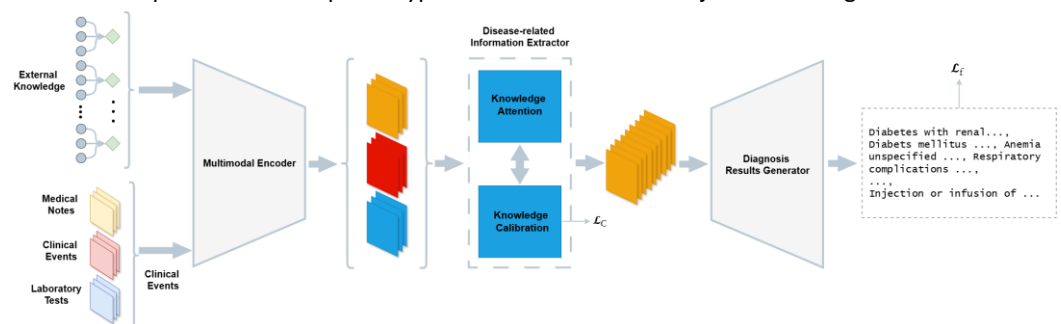 External
Knowledge
Medical
Notes
Clinical
Events
Laboratory
Tests
Clinical
Events
Multimodal Encoder
Disease-related
Information Extractor
Knowledge
Attention
Knowledge
Calibration
ℒC
Diagnosis
Results Generator
ℒf
Diabetes with renal...,
Diabets mellitus ..., Anemia
unspecified ..., Respiratory
complications ...,
...,
Injection or infusion of ...